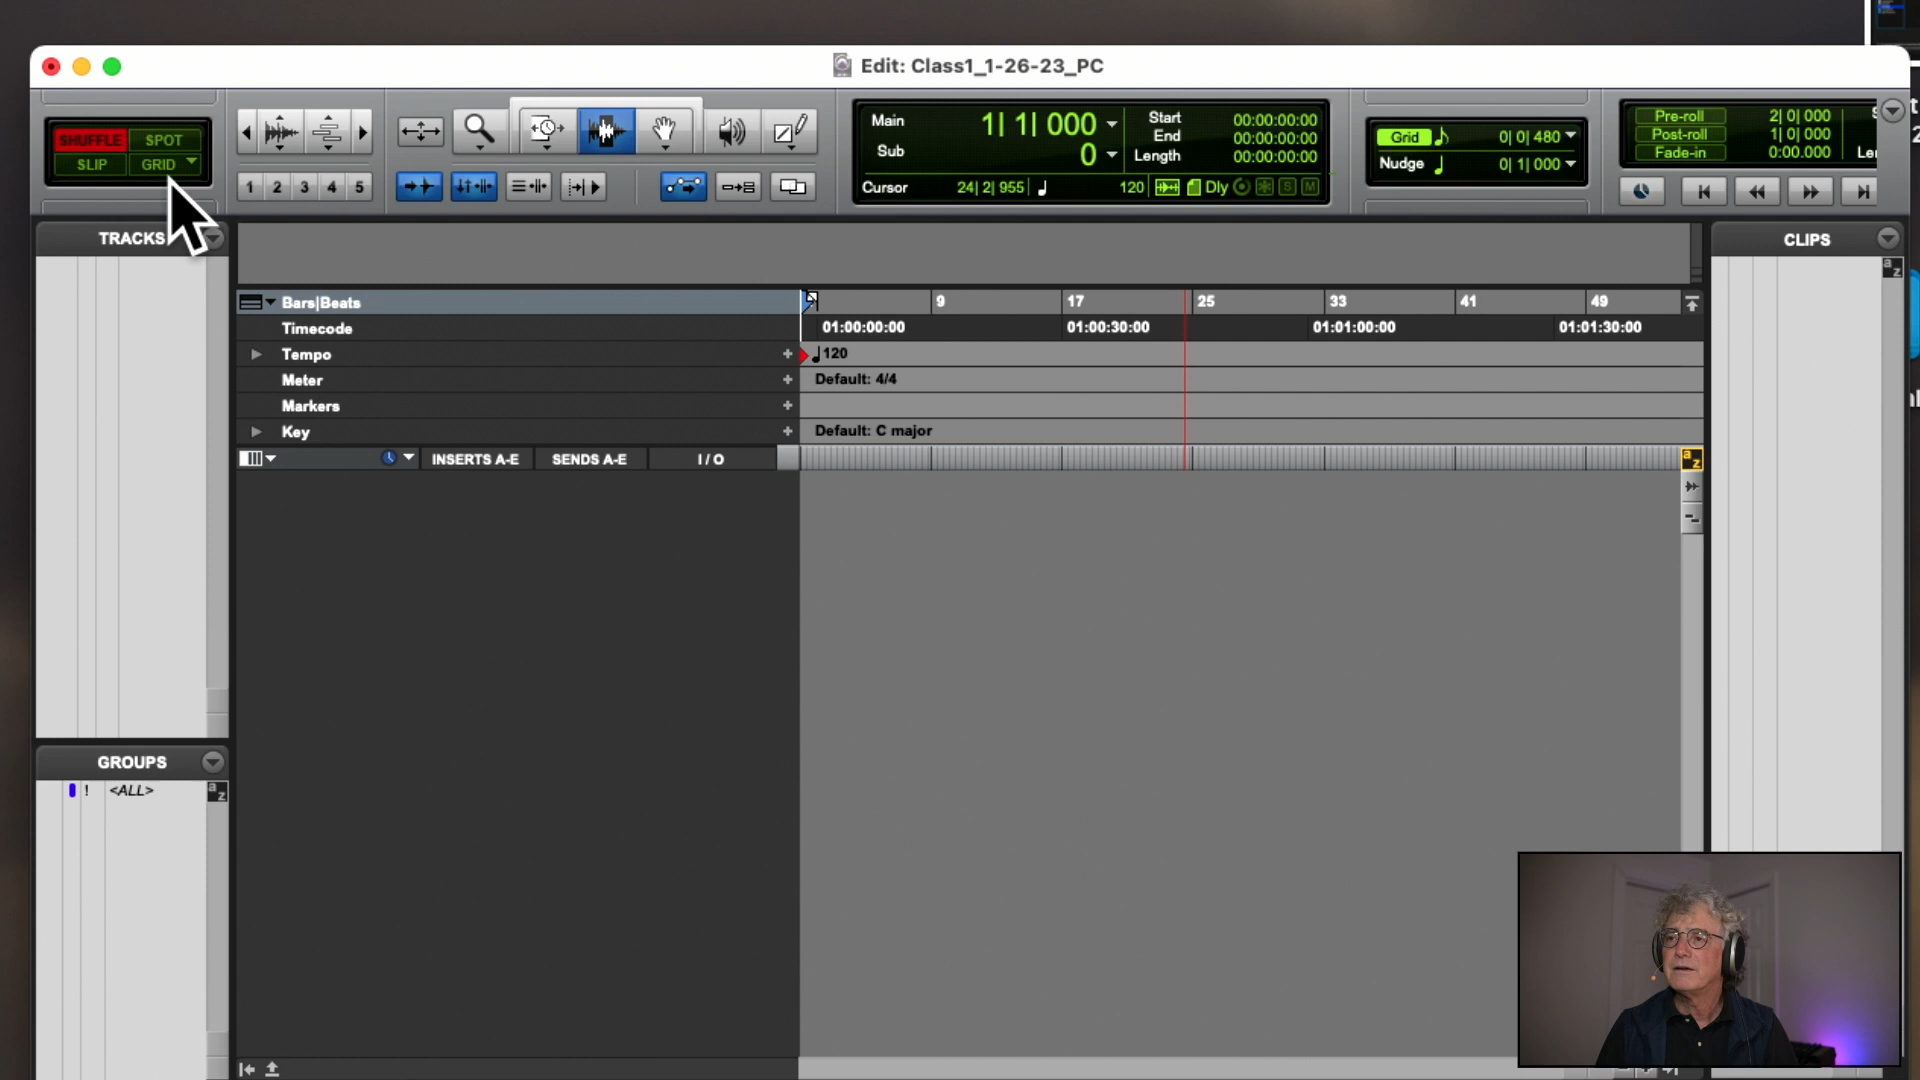 Edit: Class1_1-26-23_PC
SHUFFLE SPOT
SLIP GRID
1 2 3 4 5
Main 1| 1| 000
Sub 0
Start 00:00:00:00
End 00:00:00:00
Length 00:00:00:00
Cursor 24| 2| 955 120 Dly S M
Grid 0| 0| 480
Nudge 0| 1| 000
Pre-roll 2| 0| 000
Post-roll 1| 0| 000
Fade-in 0:00.000
TRACKS
CLIPS
a z
Bars|Beats 9 17 25 33 41 49
Timecode 01:00:00:00 01:00:30:00 01:01:00:00 01:01:30:00
Tempo 120
Meter Default: 4/4
Markers
Key Default: C major
INSERTS A-E SENDS A-E I / O
a z
GROUPS
! <ALL>
a z